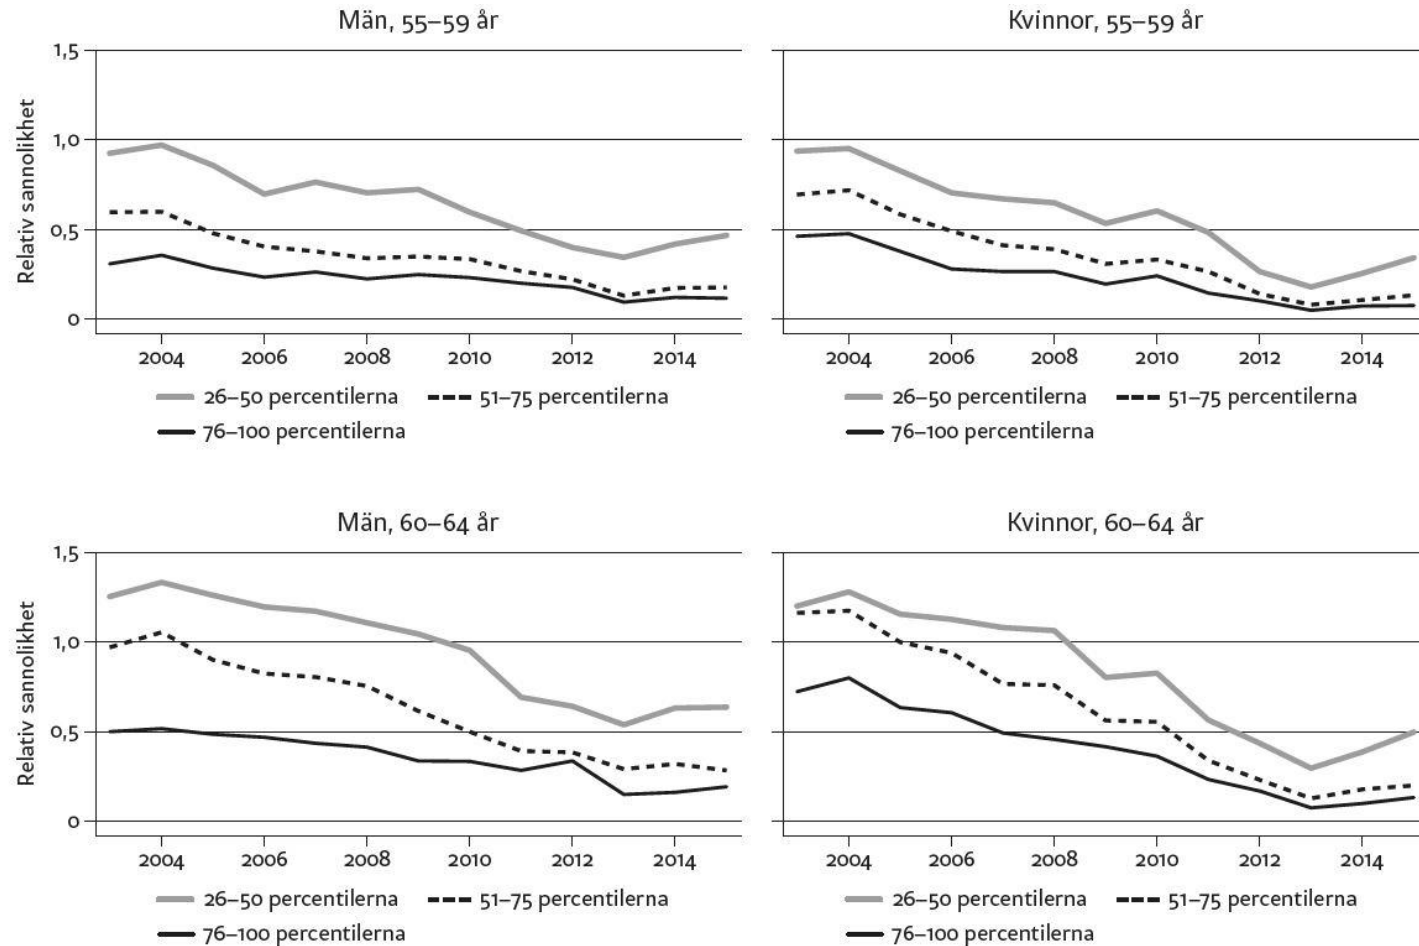 Män, 55–59 år
Relativ sannolikhet
1,5
1,0
0,5
0
2004 2006 2008 2010 2012 2014
26–50 percentilerna 51–75 percentilerna
76–100 percentilerna
Kvinnor, 55–59 år
2004 2006 2008 2010 2012 2014
26–50 percentilerna 51–75 percentilerna
76–100 percentilerna
Män, 60–64 år
Relativ sannolikhet
1,5
1,0
0,5
0
2004 2006 2008 2010 2012 2014
26–50 percentilerna 51–75 percentilerna
76–100 percentilerna
Kvinnor, 60–64 år
2004 2006 2008 2010 2012 2014
26–50 percentilerna 51–75 percentilerna
76–100 percentilerna